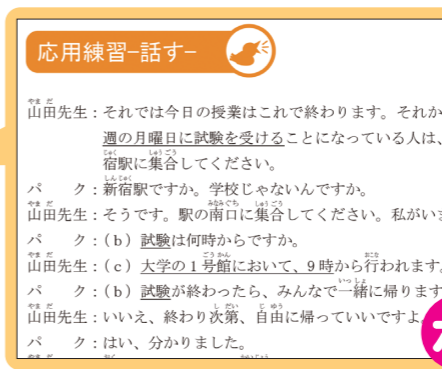 応用練習−話す−
山田先生：それでは今日の授業はこれで終わります。それか
週の月曜日に試験を受けることになっている人は、
宿駅に集合してください。
パク：新宿駅ですか。学校じゃないんですか。
山田先生：そうです。駅の南口に集合してください。私がい
パク：(b) 試験は何時からですか。
山田先生：(c) 大学の1号館において、9時から行われます。
パク：(b) 試験が終わったら、みんなで一緒に帰ります
山田先生：いいえ、終わり次第、自由に帰っていいですよ。
パク：はい、分かりました。